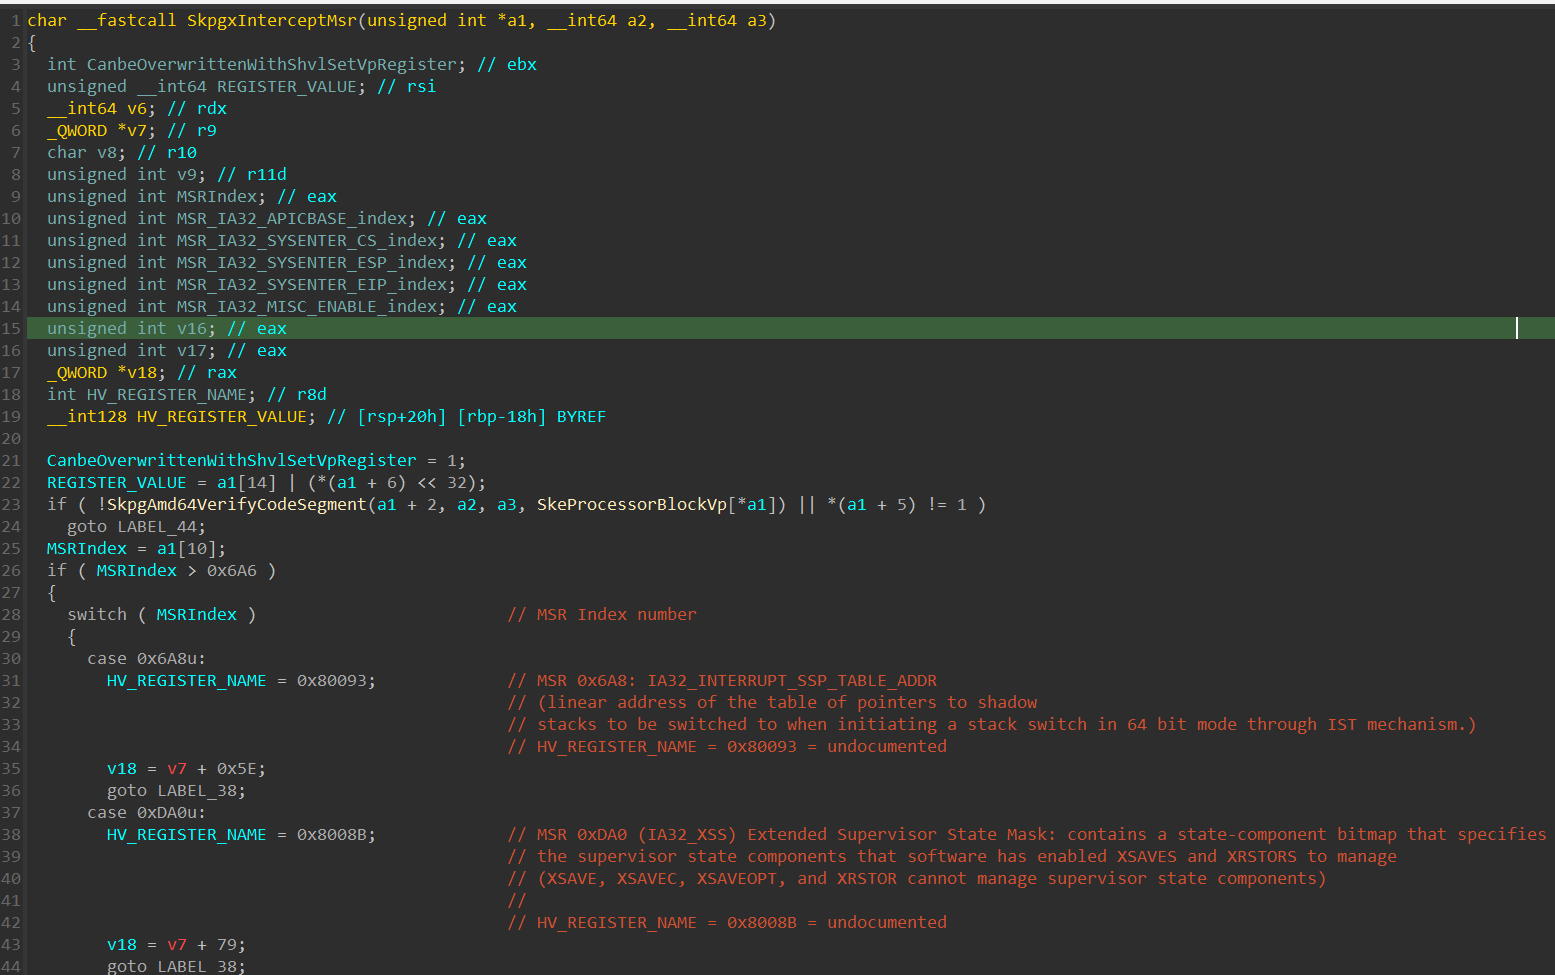 1 char __fastcall SkpgxInterceptMsr(unsigned int *a1, __int64 a2, __int64 a3)
2 {
3   int CanbeOverwrittenWithShvlSetVpRegister; // ebx
4   unsigned __int64 REGISTER_VALUE; // rsi
5   __int64 v6; // rdx
6   _QWORD *v7; // r9
7   char v8; // r10
8   unsigned int v9; // r11d
9   unsigned int MSRIndex; // eax
10   unsigned int MSR_IA32_APICBASE_index; // eax
11   unsigned int MSR_IA32_SYSENTER_CS_index; // eax
12   unsigned int MSR_IA32_SYSENTER_ESP_index; // eax
13   unsigned int MSR_IA32_SYSENTER_EIP_index; // eax
14   unsigned int MSR_IA32_MISC_ENABLE_index; // eax
15   unsigned int v16; // eax
16   unsigned int v17; // eax
17   _QWORD *v18; // rax
18   int HV_REGISTER_NAME; // r8d
19   __int128 HV_REGISTER_VALUE; // [rsp+20h] [rbp-18h] BYREF
20
21   CanbeOverwrittenWithShvlSetVpRegister = 1;
22   REGISTER_VALUE = a1[14] | (*(a1 + 6) << 32);
23   if ( !SkpgAmd64VerifyCodeSegment(a1 + 2, a2, a3, SkeProcessorBlockVp[*a1]) || *(a1 + 5) != 1 )
24     goto LABEL_44;
25   MSRIndex = a1[10];
26   if ( MSRIndex > 0x6A6 )
27   {
28     switch ( MSRIndex )                         // MSR Index number
29     {
30       case 0x6A8u:
31         HV_REGISTER_NAME = 0x80093;             // MSR 0x6A8: IA32_INTERRUPT_SSP_TABLE_ADDR
32                                                 // (linear address of the table of pointers to shadow
33                                                 // stacks to be switched to when initiating a stack switch in 64 bit mode through IST mechanism.)
34                                                 // HV_REGISTER_NAME = 0x80093 = undocumented
35         v18 = v7 + 0x5E;
36         goto LABEL_38;
37       case 0xDA0u:
38         HV_REGISTER_NAME = 0x8008B;             // MSR 0xDA0 (IA32_XSS) Extended Supervisor State Mask: contains a state-component bitmap that specifies
39                                                 // the supervisor state components that software has enabled XSAVES and XRSTORS to manage
40                                                 // (XSAVE, XSAVEC, XSAVEOPT, and XRSTOR cannot manage supervisor state components)
41                                                 //
42                                                 // HV_REGISTER_NAME = 0x8008B = undocumented
43         v18 = v7 + 79;
44         goto LABEL_38;